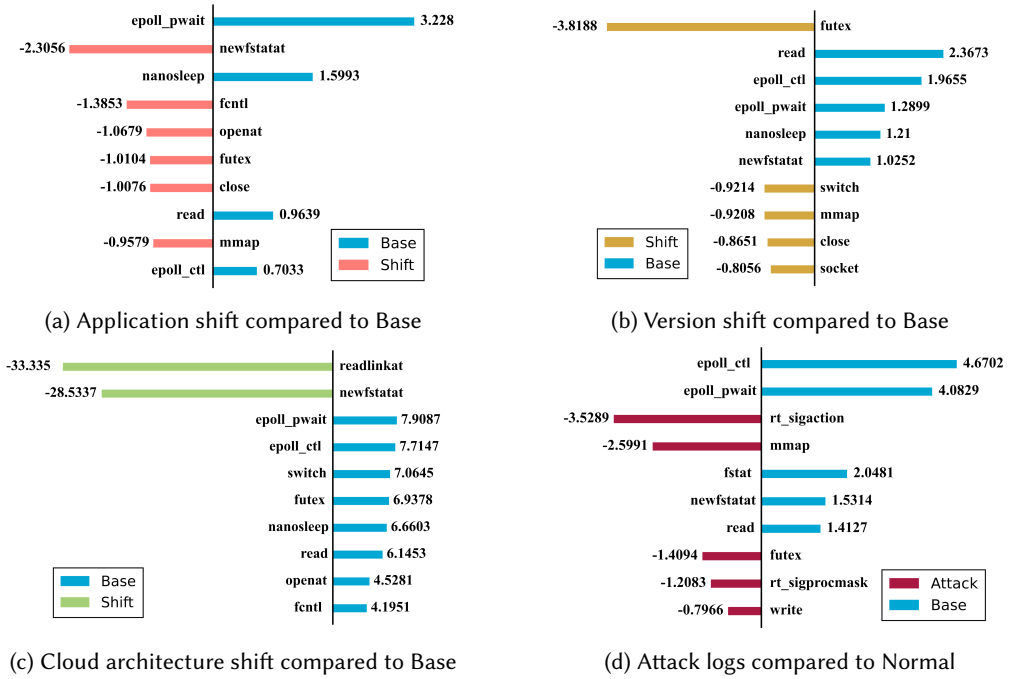 epoll_pwait 3.228
-2.3056 newfstatat
nanosleep 1.5993
-1.3853 fcntl
-1.0679 openat
-1.0104 futex
-1.0076 close
read 0.9639
-0.9579 mmap
epoll_ctl 0.7033
Base
Shift
(a) Application shift compared to Base
-3.8188 futex
read 2.3673
epoll_ctl 1.9655
epoll_pwait 1.2899
nanosleep 1.21
newfstatat 1.0252
-0.9214 switch
-0.9208 mmap
-0.8651 close
-0.8056 socket
Shift
Base
(b) Version shift compared to Base
-33.335 readlinkat
-28.5337 newfstatat
epoll_pwait 7.9087
epoll_ctl 7.7147
switch 7.0645
futex 6.9378
nanosleep 6.6603
read 6.1453
openat 4.5281
fcntl 4.1951
Base
Shift
(c) Cloud architecture shift compared to Base
epoll_ctl 4.6702
epoll_pwait 4.0829
-3.5289 rt_sigaction
-2.5991 mmap
fstat 2.0481
newfstatat 1.5314
read 1.4127
-1.4094 futex
-1.2083 rt_sigprocmask
-0.7966 write
Attack
Base
(d) Attack logs compared to Normal